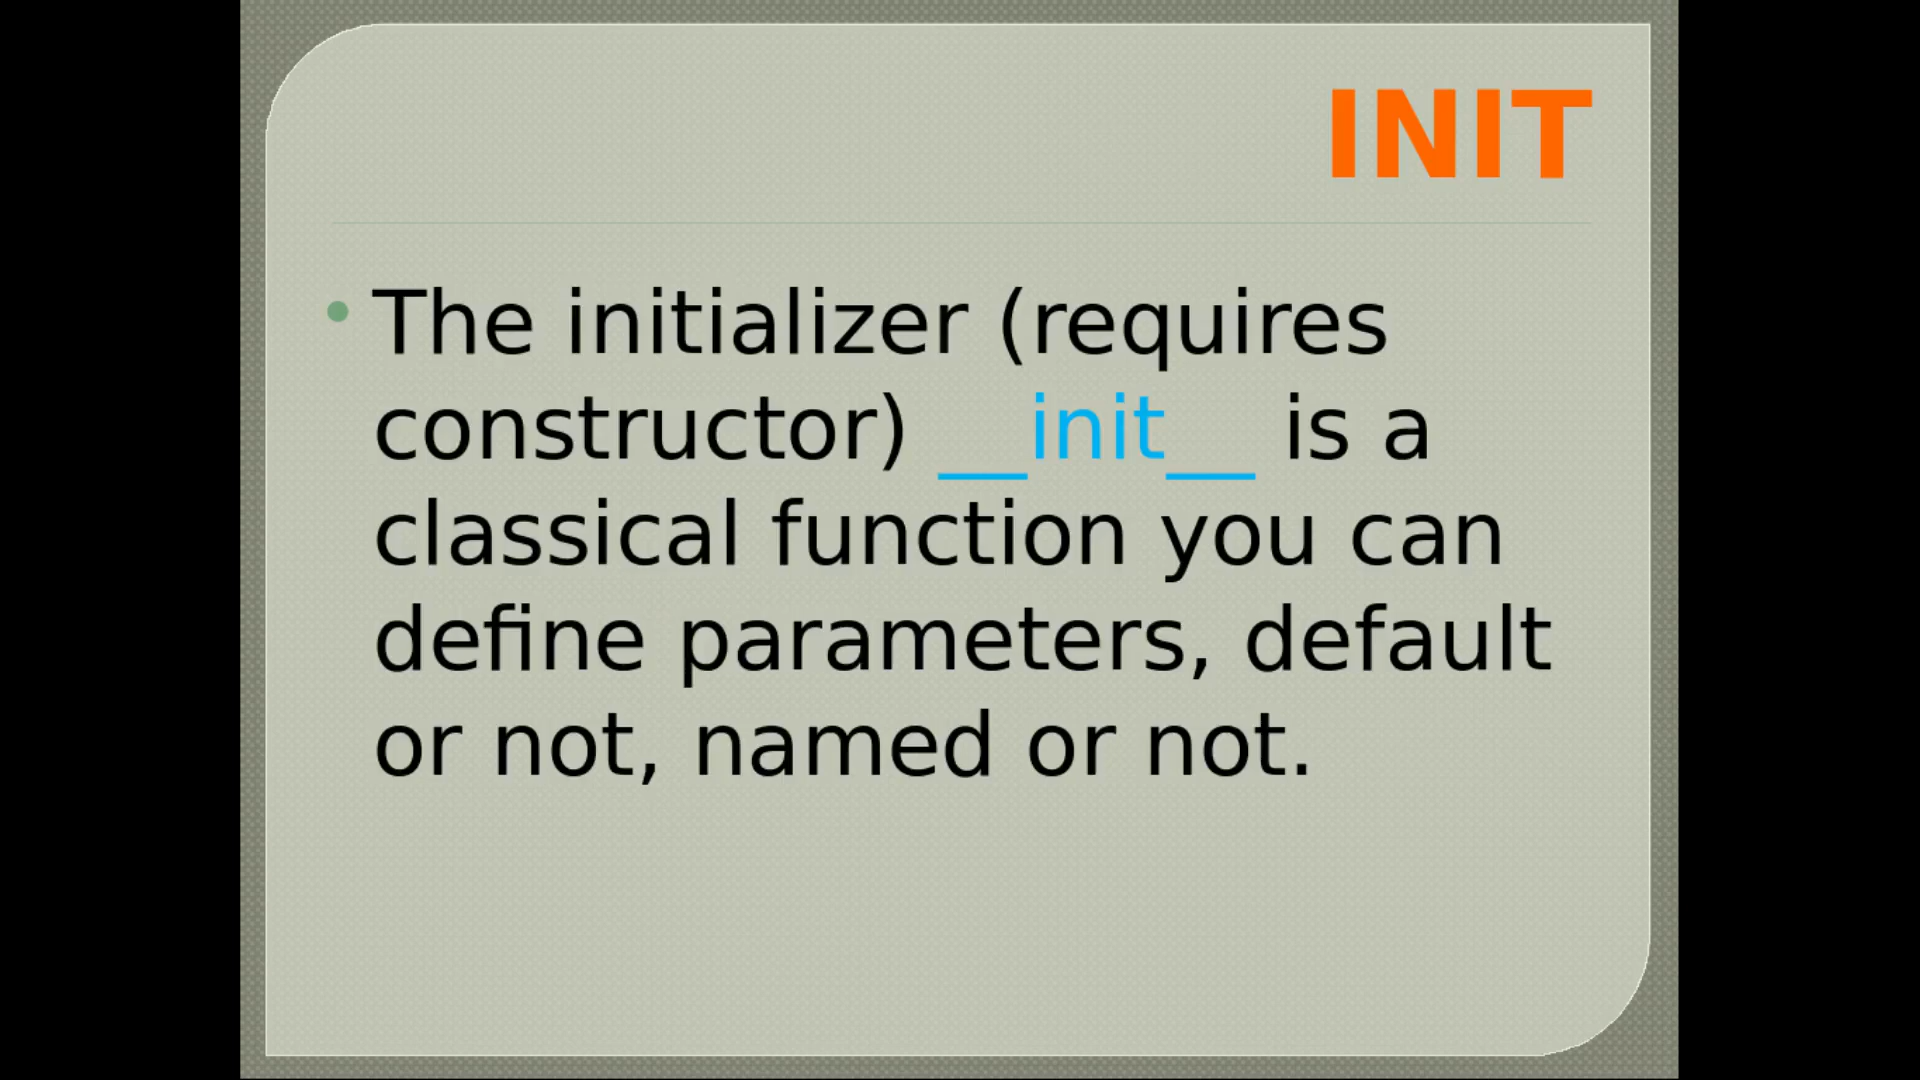 INIT
• The initializer (requires
constructor) __init__ is a
classical function you can
define parameters, default
or not, named or not.